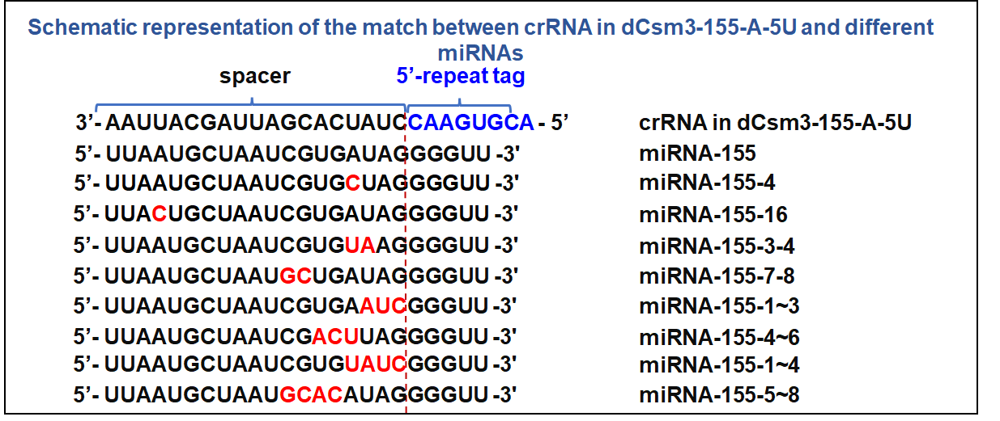 Schematic representation of the match between crRNA in dCsm3-155-A-5U and different
miRNAs
spacer 5’-repeat tag
3’- AAUUACGAUUAGCACUAUCCAAGUGCA - 5’ crRNA in dCsm3-155-A-5U
5’- UUAAUGCUAAUCGUGAUAGGGGUU -3' miRNA-155
5’- UUAAUGCUAAUCGUGCUAGGGGUU -3' miRNA-155-4
5’- UUACUGCUAAUCGUGAUAGGGGUU -3' miRNA-155-16
5’- UUAAUGCUAAUCGUGUAAGGGGUU -3' miRNA-155-3-4
5’- UUAAUGCUAAUGCUGAUAGGGGUU -3' miRNA-155-7-8
5’- UUAAUGCUAAUCGUGAAUCGGGUU -3' miRNA-155-1~3
5’- UUAAUGCUAAUCGACUUAGGGGUU -3' miRNA-155-4~6
5’- UUAAUGCUAAUCGUGUAUCGGGUU -3' miRNA-155-1~4
5’- UUAAUGCUAAUGCACAUAGGGGUU -3' miRNA-155-5~8